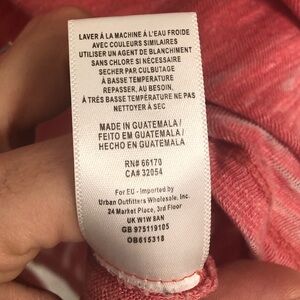 LAVER À LA MACHINE À L'EAU FROIDE
AVEC COULEURS SIMILAIRES
UTILISER UN AGENT DE BLANCHIMENT
SANS CHLORE SI NÉCESSAIRE
SECHER PAR CULBUTAGE
À BASSE TEMPÉRATURE
REPASSER, AU BESOIN,
À TRÈS BASSE TEMPÉRATURE NE PAS
NETTOYER À SEC
MADE IN GUATEMALA /
FEITO EM GUATEMALA /
HECHO EN GUATEMALA
RN# 66170
CA# 32054
For EU - Imported by
Urban Outfitters Wholesale, Inc.
24 Market Place, 3rd Floor
UK W1W 8AN
GB 975119105
OB615318